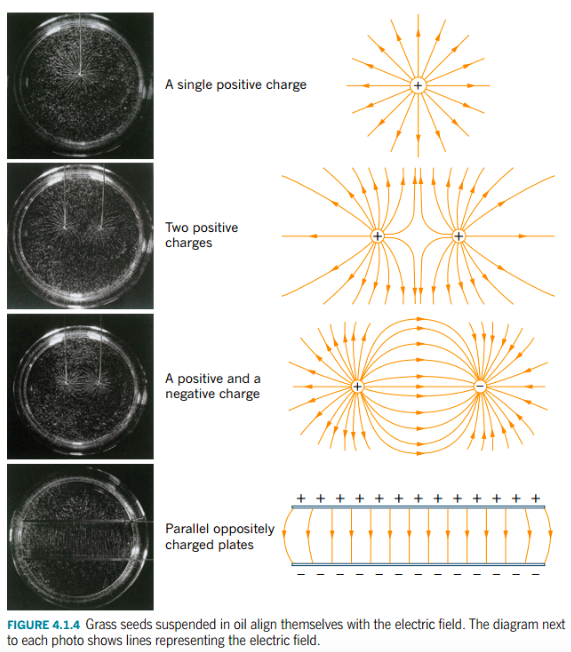 A single positive charge
+
Two positive
charges
+ +
A positive and a
negative charge
+ −
+ + + + + + + + + + + + +
Parallel oppositely
charged plates
− − − − − − − − − − − − −
FIGURE 4.1.4 Grass seeds suspended in oil align themselves with the electric field. The diagram next
to each photo shows lines representing the electric field.